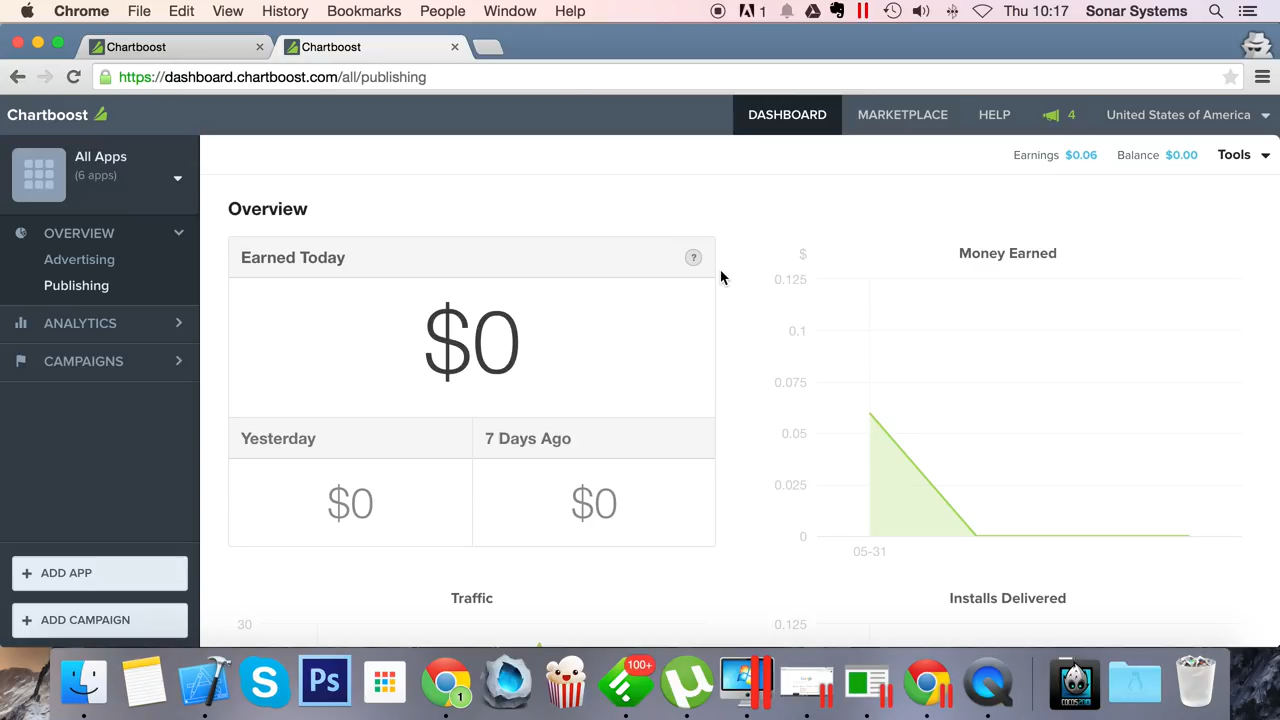 Chrome File Edit View History Bookmarks People Window Help 1 Thu 10:17 Sonar Systems
Chartboost
Chartboost
https://dashboard.chartboost.com/all/publishing
Chartboost DASHBOARD MARKETPLACE HELP 4 United States of America
All Apps
(6 apps)
Earnings $0.06 Balance $0.00 Tools
OVERVIEW
Advertising
Publishing
ANALYTICS
CAMPAIGNS
+ ADD APP
+ ADD CAMPAIGN
Overview
Earned Today ?
$0
Yesterday 7 Days Ago
$0 $0
Money Earned
$
0.125
0.1
0.075
0.05
0.025
0
05-31
Traffic
30
Installs Delivered
0.125
Ps
1
100+
COCOS2D-X